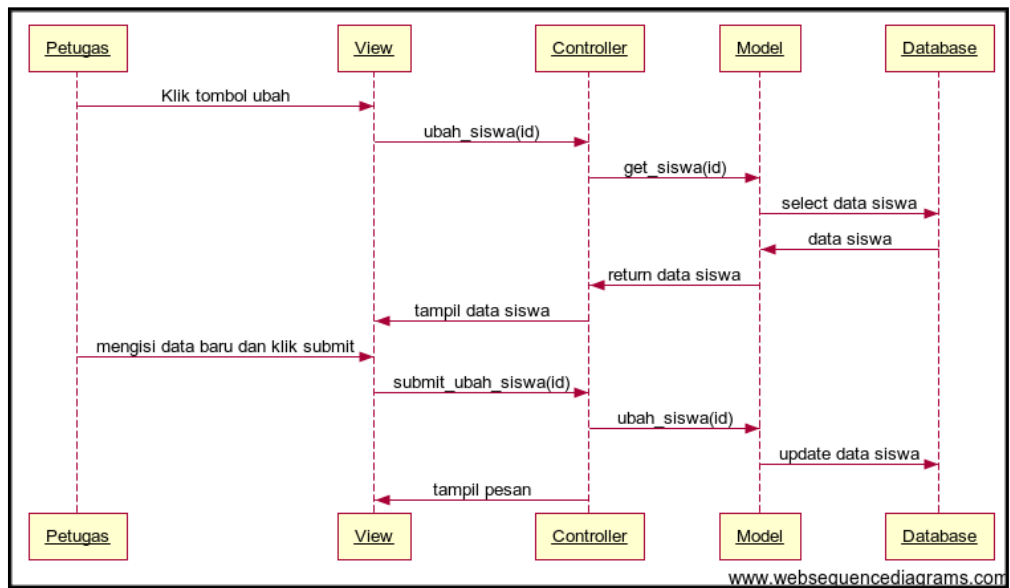 Petugas View Controller Model Database
Klik tombol ubah
ubah_siswa(id)
get_siswa(id)
select data siswa
data siswa
return data siswa
tampil data siswa
mengisi data baru dan klik submit
submit_ubah_siswa(id)
ubah_siswa(id)
update data siswa
tampil pesan
Petugas View Controller Model Database
www.websequencediagrams.com